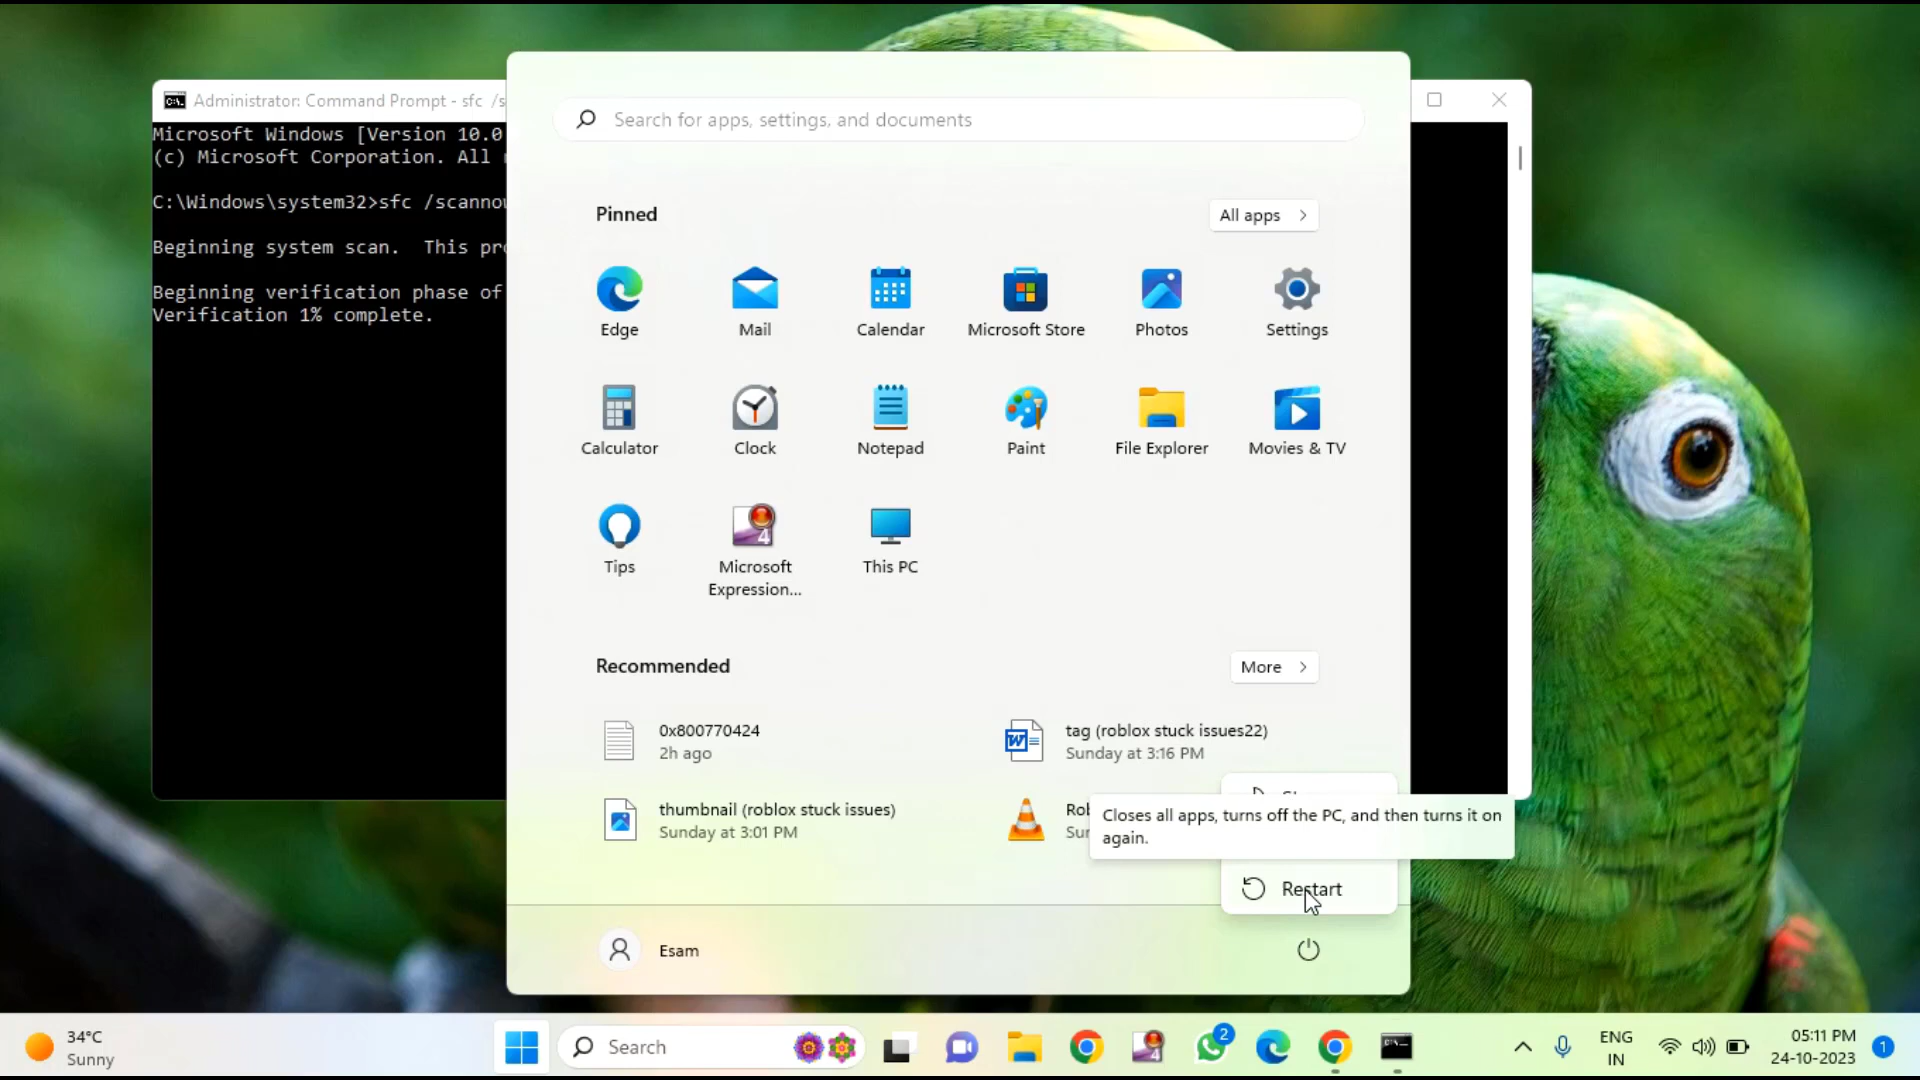 Administrator: Command Prompt - sfc /s
Microsoft Windows [Version 10.0
(c) Microsoft Corporation. All
C:\Windows\system32>sfc /scannow
Beginning system scan. This
Beginning verification phase of
Verification 1% complete.
Search for apps, settings, and documents
Pinned
All apps
Edge
Mail
Calendar
Microsoft Store
Photos
Settings
Calculator
Clock
Notepad
Paint
File Explorer
Movies & TV
Tips
Microsoft
Expression...
This PC
4
Recommended
More
0x800770424
2h ago
tag (roblox stuck issues22)
Sunday at 3:16 PM
thumbnail (roblox stuck issues)
Sunday at 3:01 PM
Closes all apps, turns off the PC, and then turns it on
again.
Restart
Esam
34°C
Sunny
Search
4
2
ENG
IN
05:11 PM
24-10-2023
1